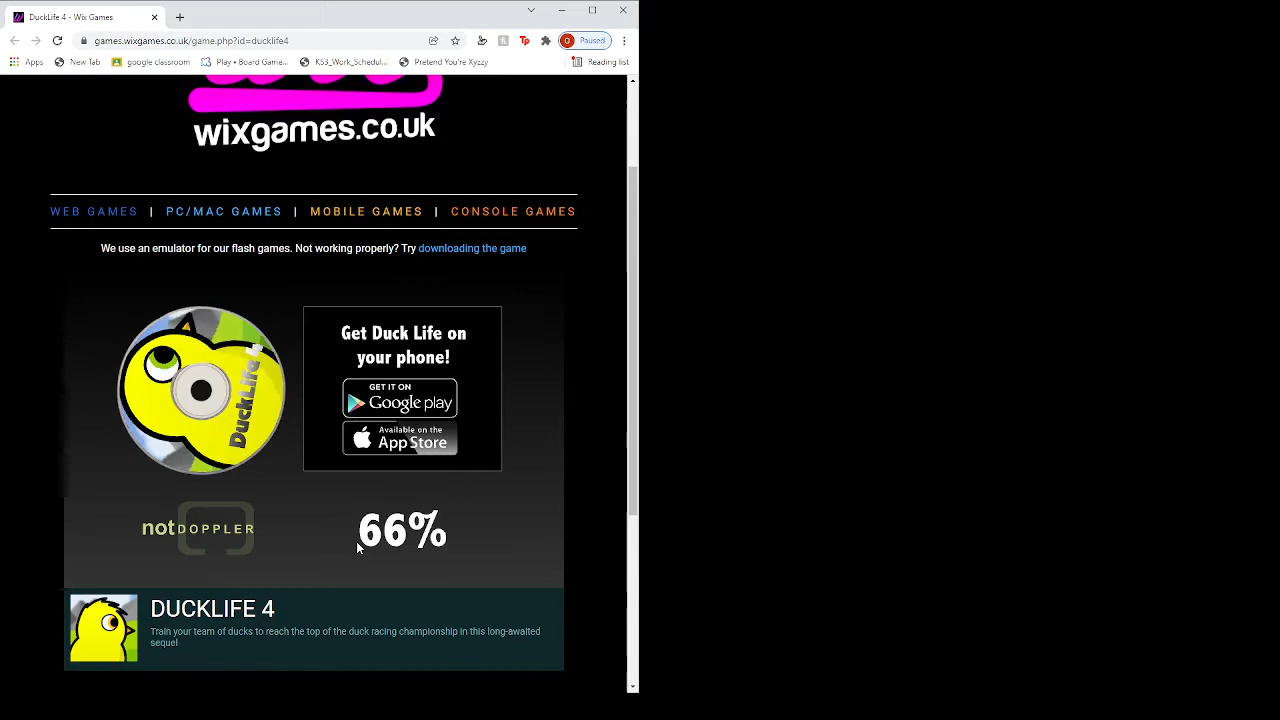 DuckLife 4 - Wix Games
games.wixgames.co.uk/game.php?id=ducklife4
Paused
Apps
New Tab
google classroom
Play • Board Game...
KS3_Work_Schedul...
Pretend You're Xyzzy
Reading list
wixgames.co.uk
WEB GAMES | PC/MAC GAMES | MOBILE GAMES | CONSOLE GAMES
We use an emulator for our flash games. Not working properly? Try downloading the game
DuckLife 4
Get Duck Life on
your phone!
GET IT ON
Google play
Available on the
App Store
notDOPPLER
66%
DUCKLIFE 4
Train your team of ducks to reach the top of the duck racing championship in this long-awaited
sequel